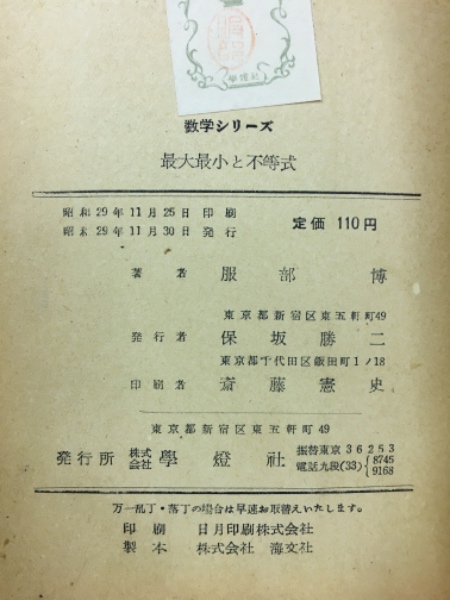 學燈社
数学シリーズ
最大最小と不等式
昭和29年11月25日 印刷
昭和29年11月30日 発行
定価 110円
著者 服部 博
東京都新宿区東五軒町49
発行者 保坂勝二
東京都千代田区飯田町1ノ18
印刷者 斎藤憲史
東京都新宿区東五軒町49
発行所 株式会社 學燈社
振替東京 36253
電話九段(33) {8745
9168
万一乱丁・落丁の場合は早速お取替えいたします。
印刷 日月印刷株式会社
製本 株式会社 海文社